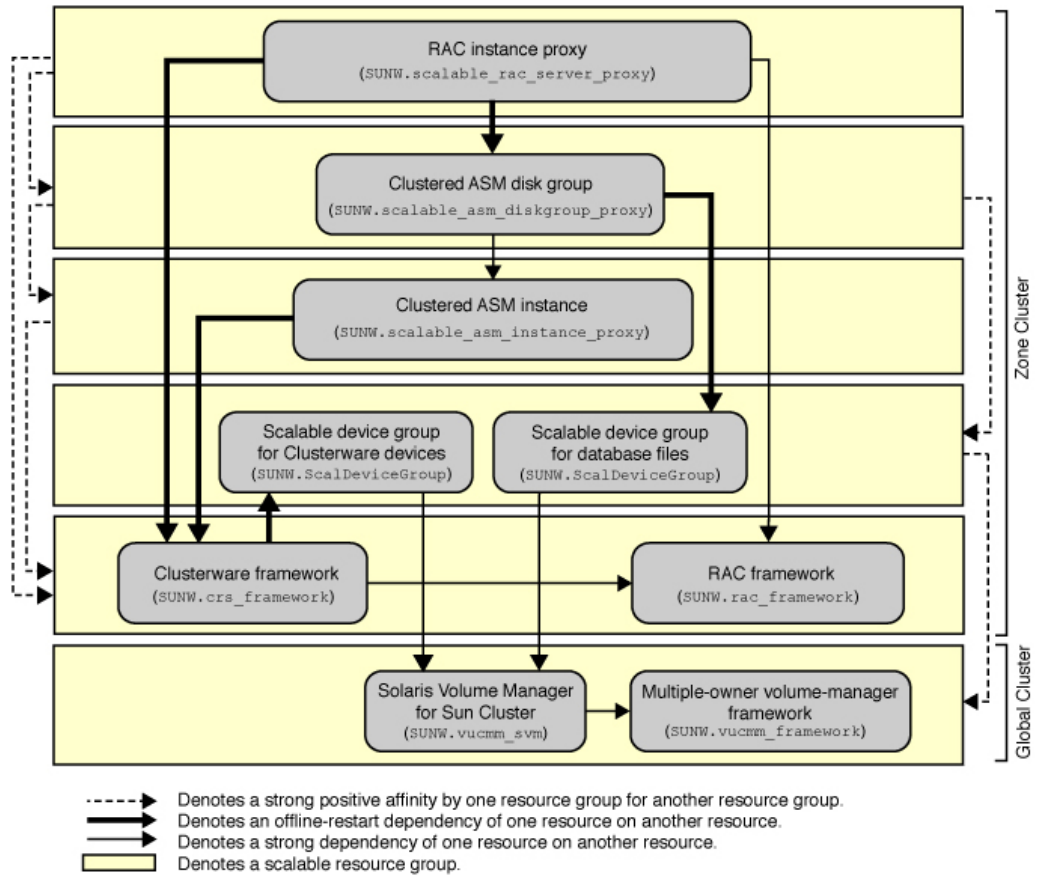 RAC instance proxy
(SUNW.scalable_rac_server_proxy)
Clustered ASM disk group
(SUNW.scalable_asm_diskgroup_proxy)
Clustered ASM instance
(SUNW.scalable_asm_instance_proxy)
Zone Cluster
Scalable device group
for Clusterware devices
(SUNW.ScalDeviceGroup)
Scalable device group
for database files
(SUNW.ScalDeviceGroup)
Clusterware framework
(SUNW.crs_framework)
RAC framework
(SUNW.rac_framework)
Solaris Volume Manager
for Sun Cluster
(SUNW.vucmm_svm)
Multiple-owner volume-manager
framework
(SUNW.vucmm_framework)
Global Cluster
Denotes a strong positive affinity by one resource group for another resource group.
Denotes an offline-restart dependency of one resource on another resource.
Denotes a strong dependency of one resource on another resource.
Denotes a scalable resource group.